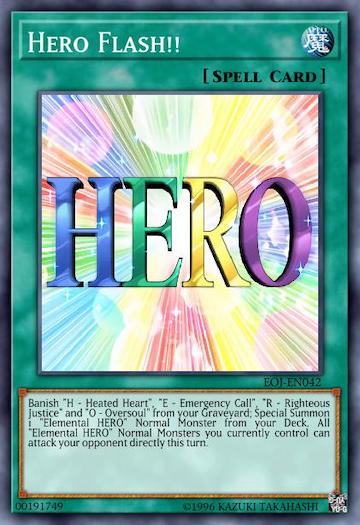 Hero Flash!!
魔
[Spell Card]
HERO
EOJ-EN042
Banish "H - Heated Heart", "E - Emergency Call", "R - Righteous
Justice" and "O - Oversoul" from your Graveyard; Special Summon
1 "Elemental HERO" Normal Monster from your Deck. All
"Elemental HERO" Normal Monsters you currently control can
attack your opponent directly this turn.
00191749
©1996 KAZUKI TAKAHASHI